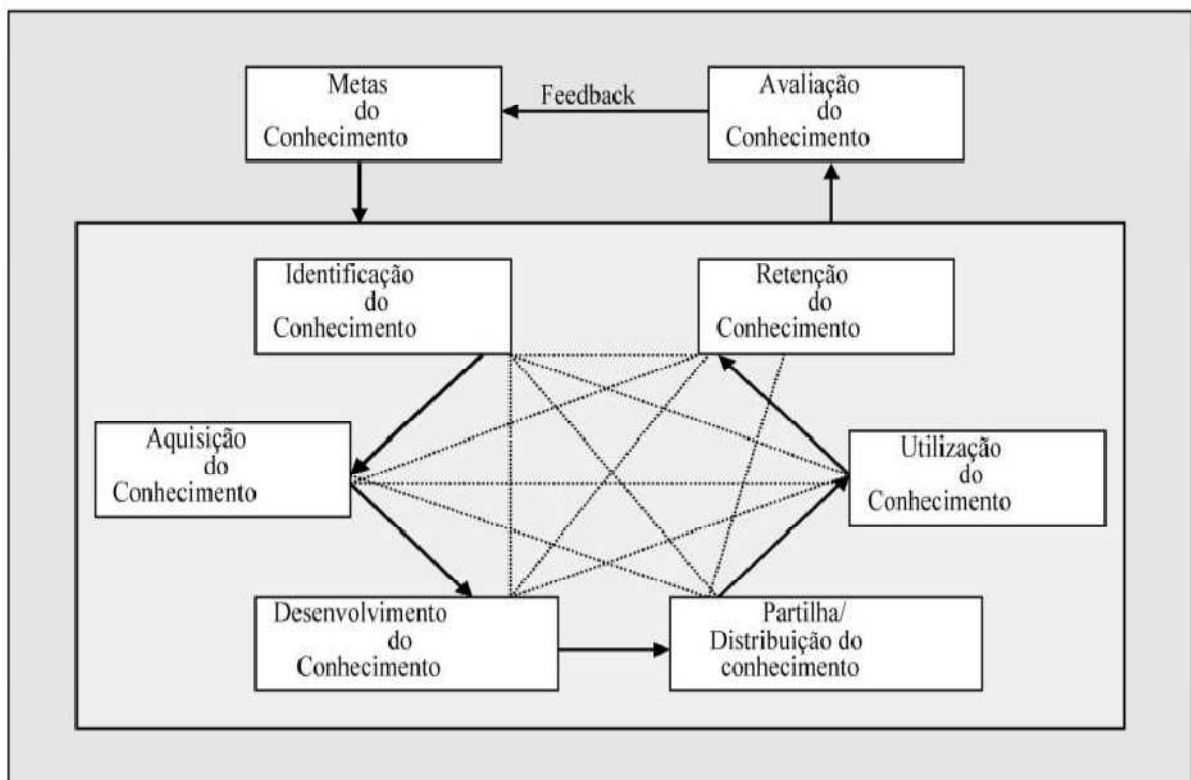 Metas
do
Conhecimento
Feedback
Avaliação
do
Conhecimento
Identificação
do
Conhecimento
Retenção
do
Conhecimento
Aquisição
do
Conhecimento
Utilização
do
Conhecimento
Desenvolvimento
do
Conhecimento
Partilha/
Distribuição do
conhecimento